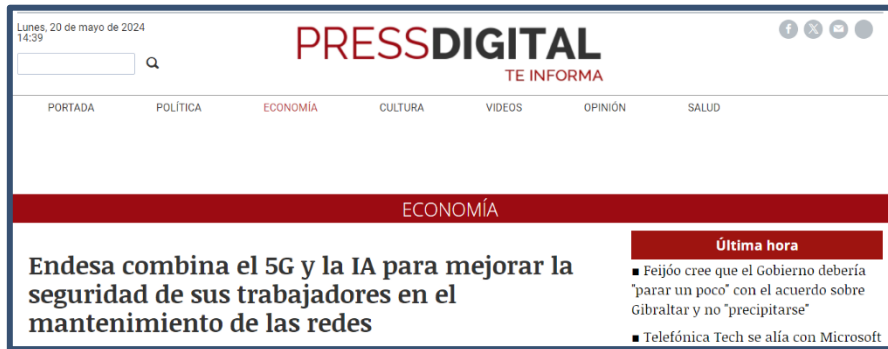 Lunes, 20 de mayo de 2024
14:39
PRESSDIGITAL
TE INFORMA
PORTADA POLÍTICA ECONOMÍA CULTURA VIDEOS OPINIÓN SALUD
ECONOMÍA
Endesa combina el 5G y la IA para mejorar la
seguridad de sus trabajadores en el
mantenimiento de las redes
Última hora
■ Feijóo cree que el Gobierno debería
"parar un poco" con el acuerdo sobre
Gibraltar y no "precipitarse"
■ Telefónica Tech se alía con Microsoft